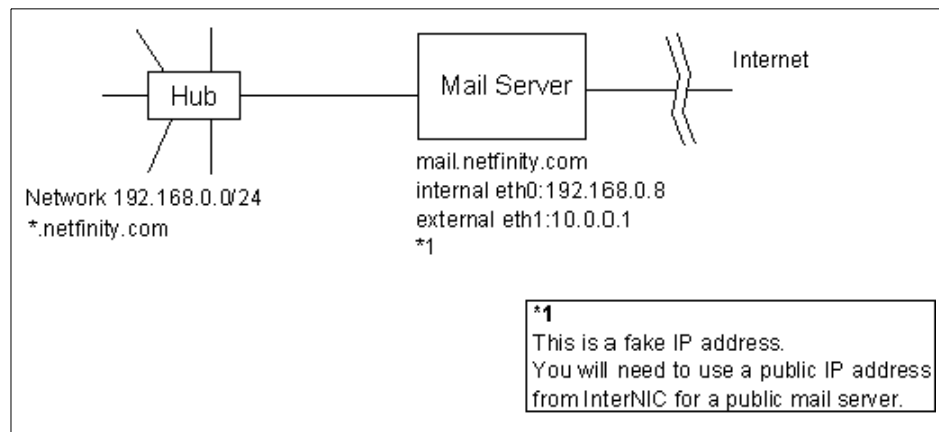 Internet
Hub
Mail Server
Network 192.168.0.0/24
*.netfinity.com
mail.netfinity.com
internal eth0:192.168.0.8
external eth1:10.0.0.1
*1
*1
This is a fake IP address.
You will need to use a public IP address
from InterNIC for a public mail server.